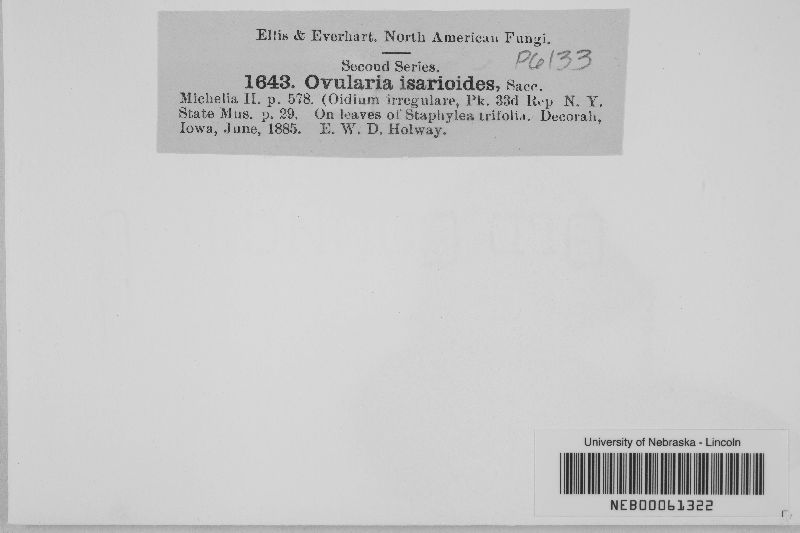 Ellis & Everhart, North American Fungi.
Second Series.
P6133
1643. Ovularia isarioides, Sacc.
Michelia II. p. 578. (Oidium irregulare, Pk. 33d Rep N. Y.
State Mus. p. 29. On leaves of Staphylea trifolia. Decorah,
Iowa, June, 1885. E. W. D. Holway.
University of Nebraska - Lincoln
NEB00061322